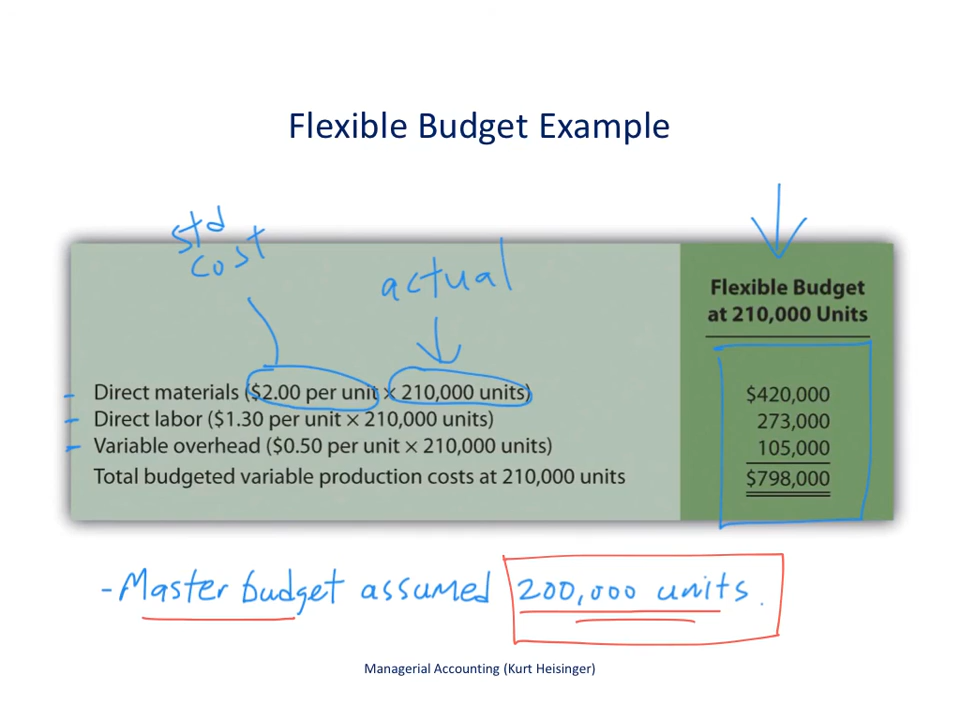 Flexible Budget Example
std
cost
actual
Flexible Budget
at 210,000 Units
Direct materials ($2.00 per unit × 210,000 units) $420,000
Direct labor ($1.30 per unit × 210,000 units) 273,000
Variable overhead ($0.50 per unit × 210,000 units) 105,000
Total budgeted variable production costs at 210,000 units $798,000
- Master budget assumed 200,000 units.
Managerial Accounting (Kurt Heisinger)